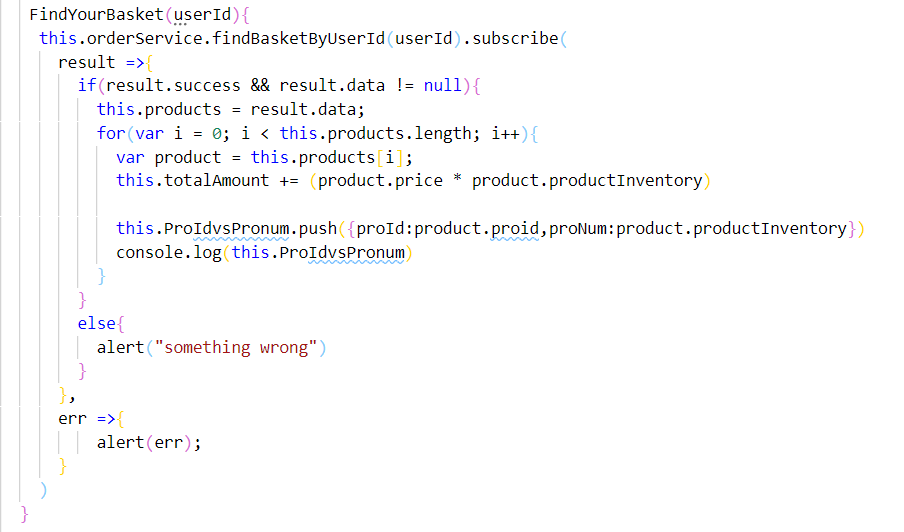 FindYourBasket(userId){
this.orderService.findBasketByUserId(userId).subscribe(
result =>{
if(result.success && result.data != null){
this.products = result.data;
for(var i = 0; i < this.products.length; i++){
var product = this.products[i];
this.totalAmount += (product.price * product.productInventory)
this.ProIdvsPronum.push({proId:product.proid,proNum:product.productInventory})
console.log(this.ProIdvsPronum)
}
}
else{
alert("something wrong")
}
},
err =>{
alert(err);
}
)
}